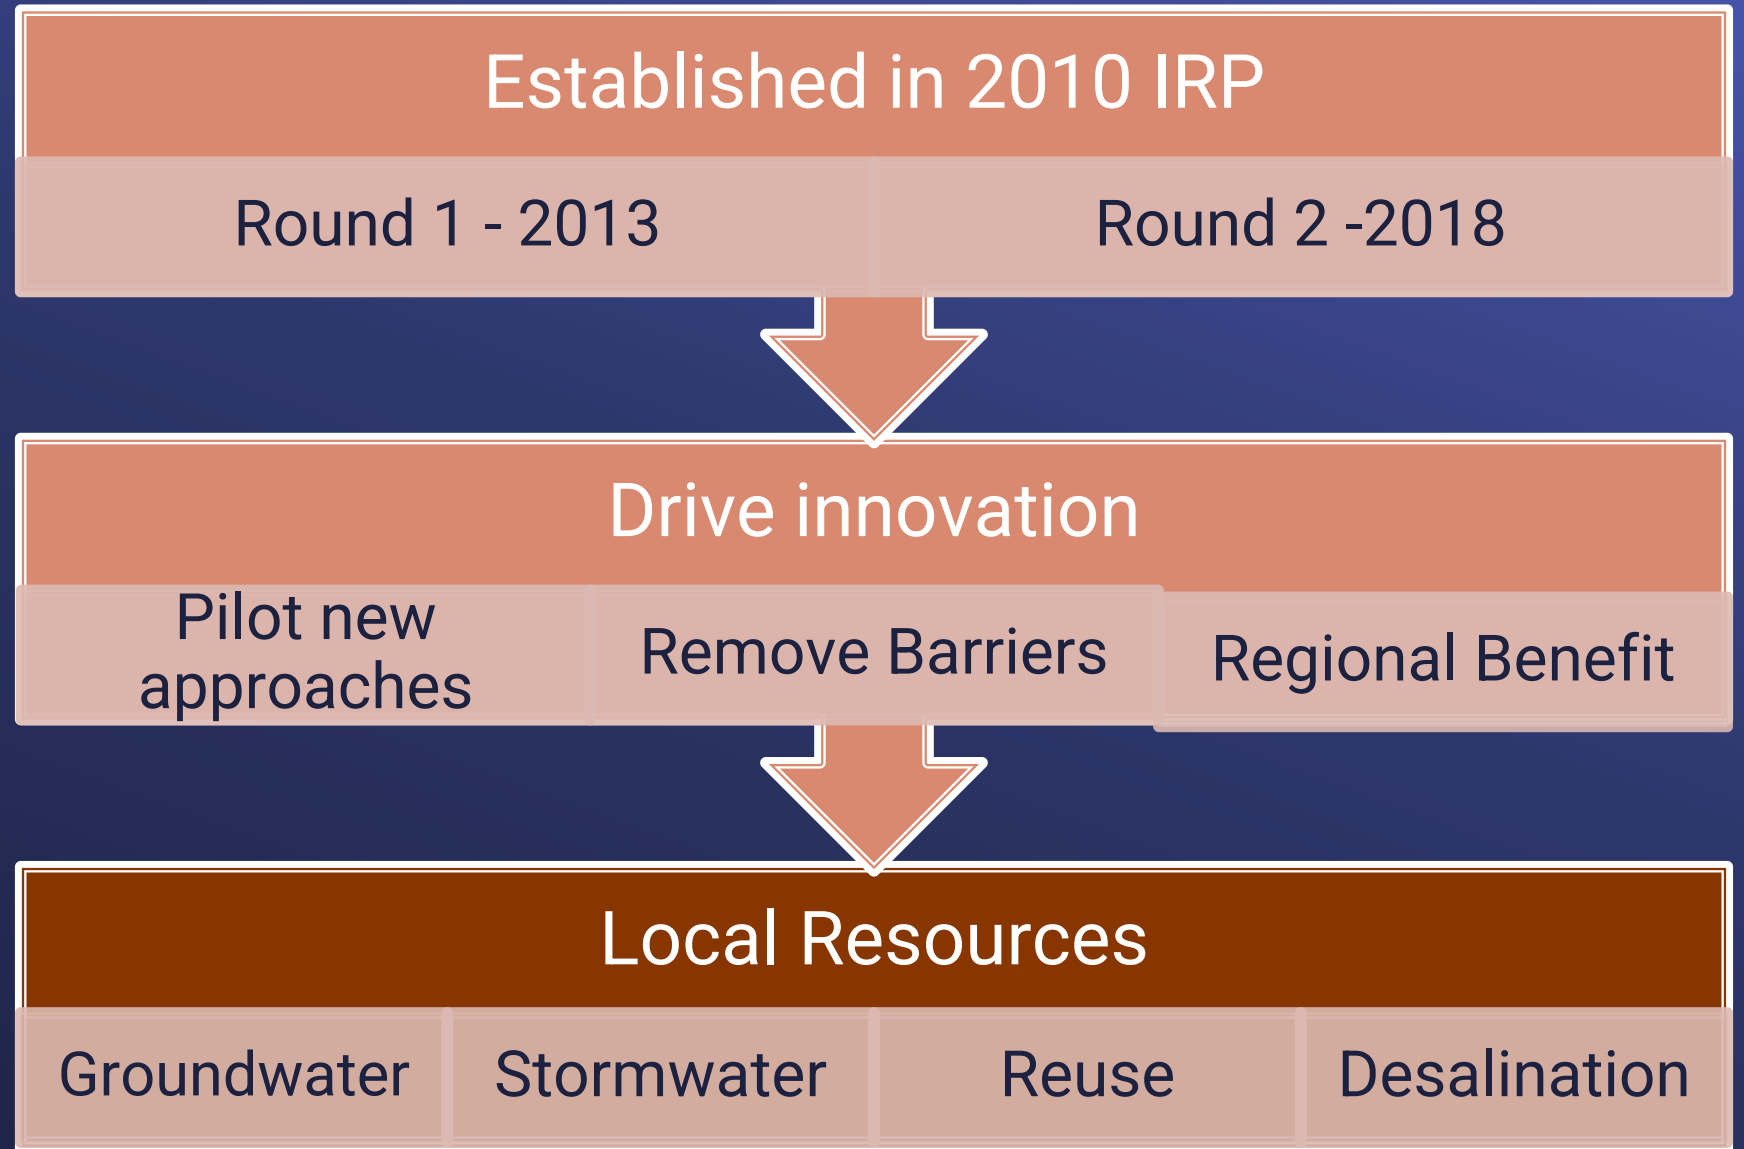 Established in 2010 IRP
Round 1 - 2013
Round 2 -2018
Drive innovation
Pilot new
approaches
Remove Barriers
Regional Benefit
Local Resources
Groundwater
Stormwater
Reuse
Desalination